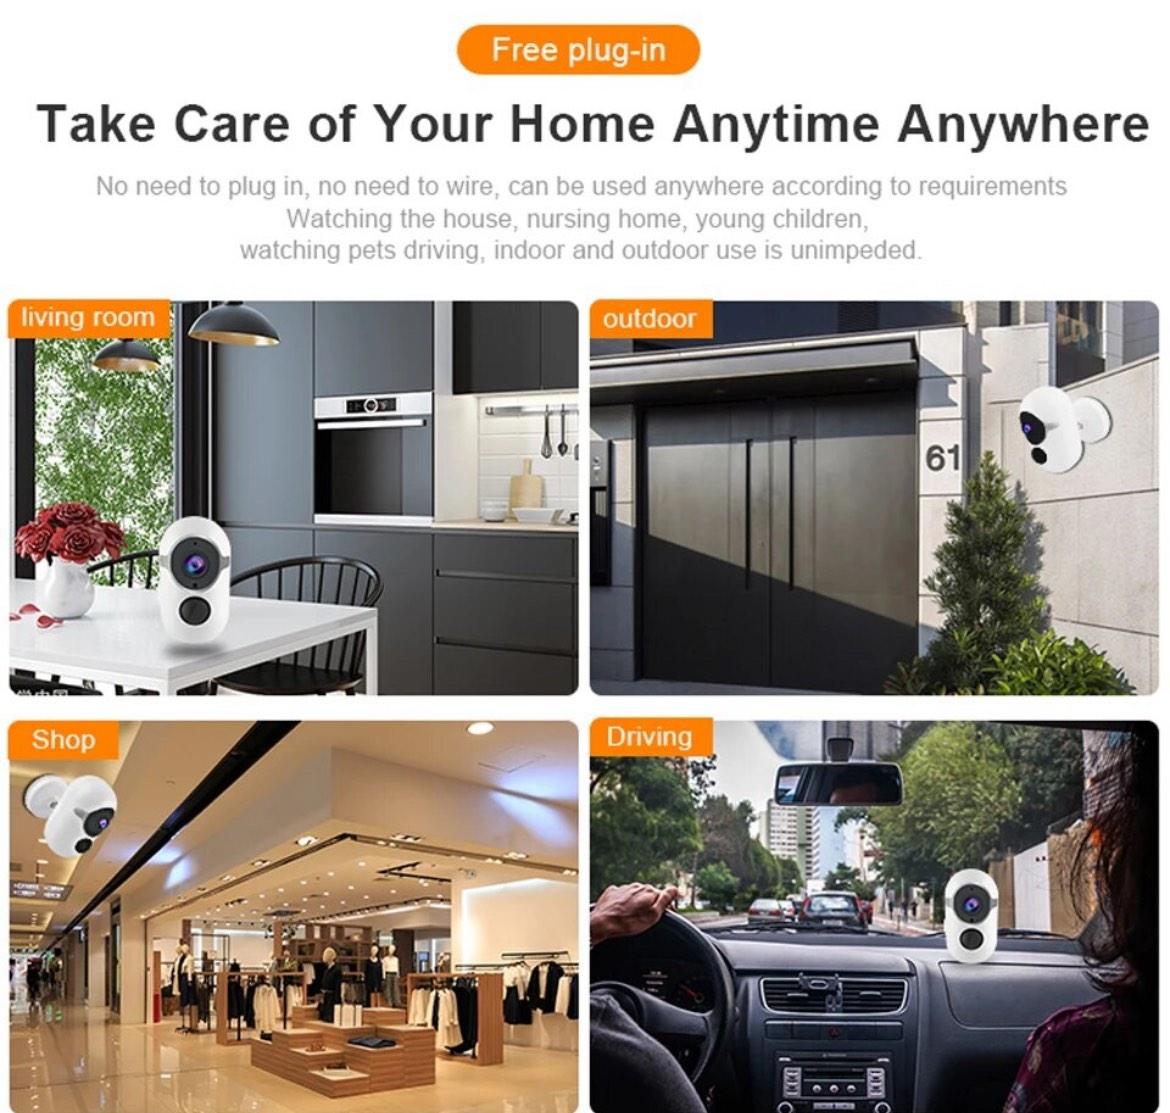 Free plug-in
Take Care of Your Home Anytime Anywhere
No need to plug in, no need to wire, can be used anywhere according to requirements
Watching the house, nursing home, young children,
watching pets driving, indoor and outdoor use is unimpeded.
living room
outdoor
61
Shop
Driving